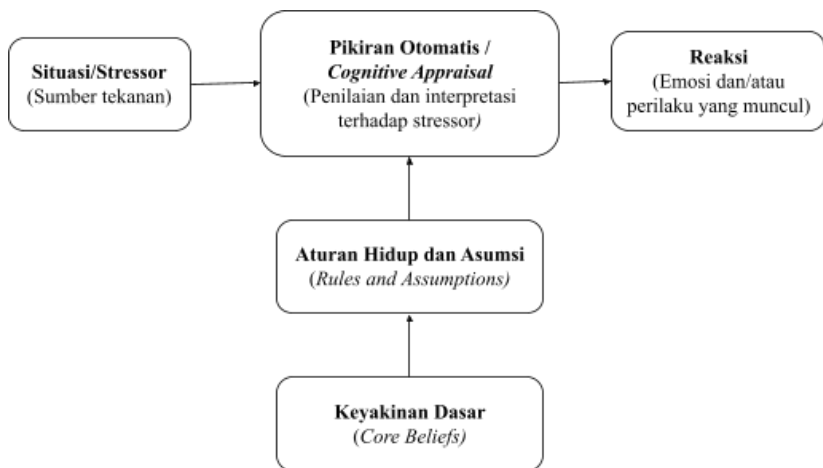 Situasi/Stressor
(Sumber tekanan)
Pikiran Otomatis /
Cognitive Appraisal
(Penilaian dan interpretasi
terhadap stressor)
Reaksi
(Emosi dan/atau
perilaku yang muncul)
Aturan Hidup dan Asumsi
(Rules and Assumptions)
Keyakinan Dasar
(Core Beliefs)